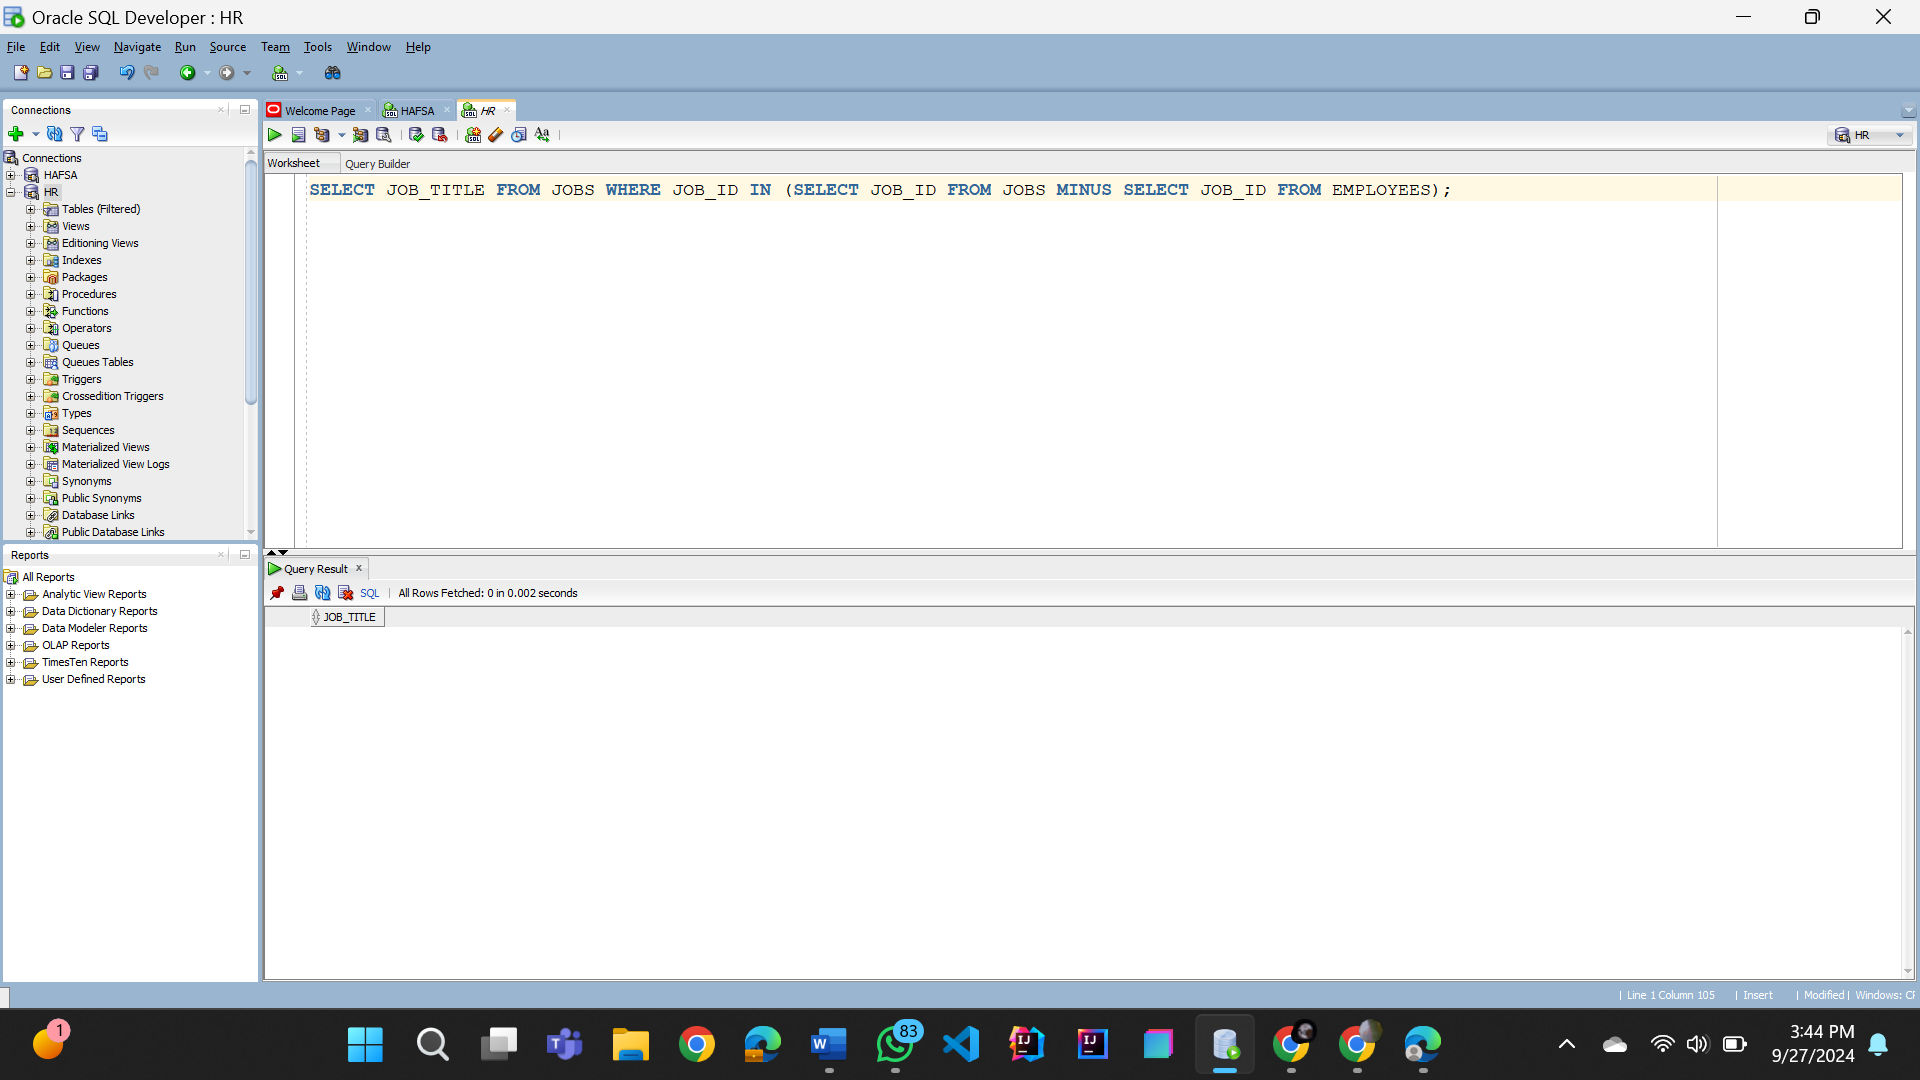 Oracle SQL Developer : HR
File Edit View Navigate Run Source Team Tools Window Help
Connections
Welcome Page HAFSA HR
HR
Worksheet Query Builder
Connections
HAFSA
HR
Tables (Filtered)
Views
Editioning Views
Indexes
Packages
Procedures
Functions
Operators
Queues
Queues Tables
Triggers
Crossedition Triggers
Types
Sequences
Materialized Views
Materialized View Logs
Synonyms
Public Synonyms
Database Links
Public Database Links
SELECT JOB_TITLE FROM JOBS WHERE JOB_ID IN (SELECT JOB_ID FROM JOBS MINUS SELECT JOB_ID FROM EMPLOYEES);
Reports
All Reports
Analytic View Reports
Data Dictionary Reports
Data Modeler Reports
OLAP Reports
TimesTen Reports
User Defined Reports
Query Result
SQL | All Rows Fetched: 0 in 0.002 seconds
JOB_TITLE
| Line 1 Column 105 | Insert | Modified | Windows: CF
1
83
3:44 PM
9/27/2024